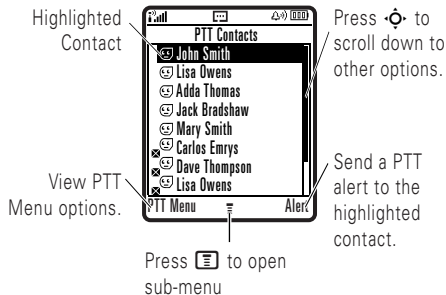 Highlighted
Contact
PTT Contacts
John Smith
Lisa Owens
Adda Thomas
Jack Bradshaw
Mary Smith
Carlos Emrys
Dave Thompson
Lisa Owens
PTT Menu
Alert
Press to
scroll down to
other options.
View PTT
Menu options.
Send a PTT
alert to the
highlighted
contact.
Press to open
sub-menu